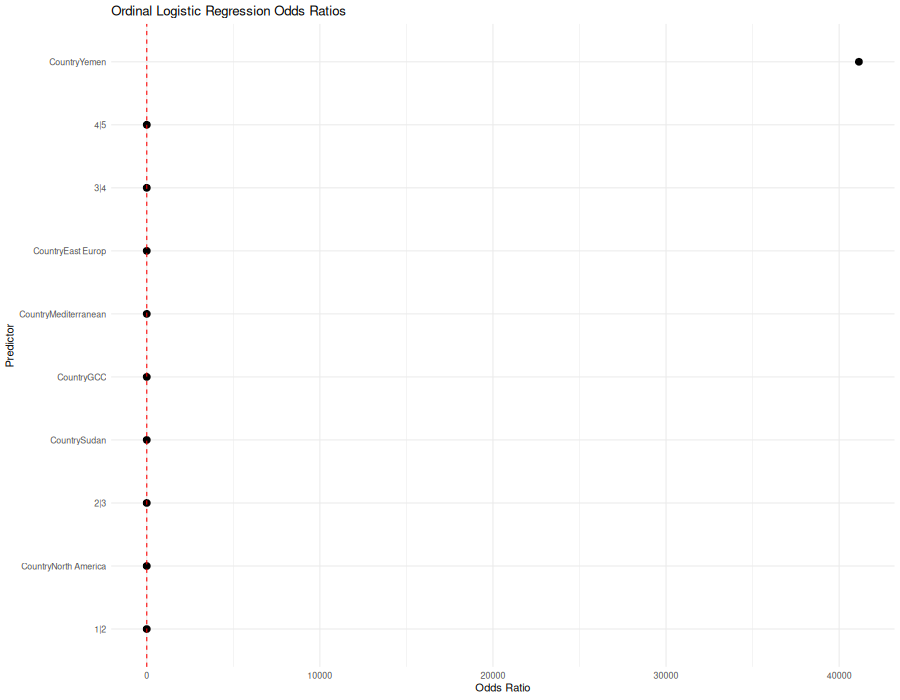 Ordinal Logistic Regression Odds Ratios
CountryYemen
4|5
3|4
CountryEast Europ
CountryMediterranean
CountryGCC
CountrySudan
2|3
CountryNorth America
1|2
Predictor
0 10000 20000 30000 40000
Odds Ratio